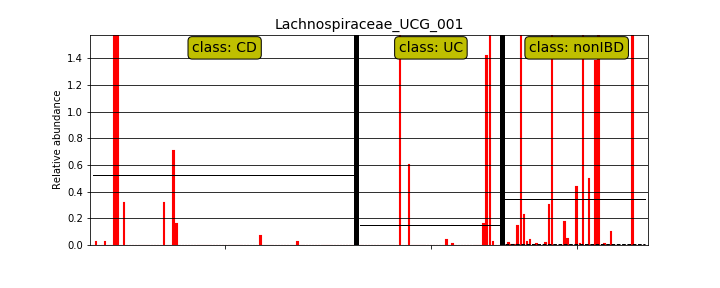 Lachnospiraceae_UCG_001
class: CD
class: UC
class: nonIBD
Relative abundance
1.4
1.2
1.0
0.8
0.6
0.4
0.2
0.0